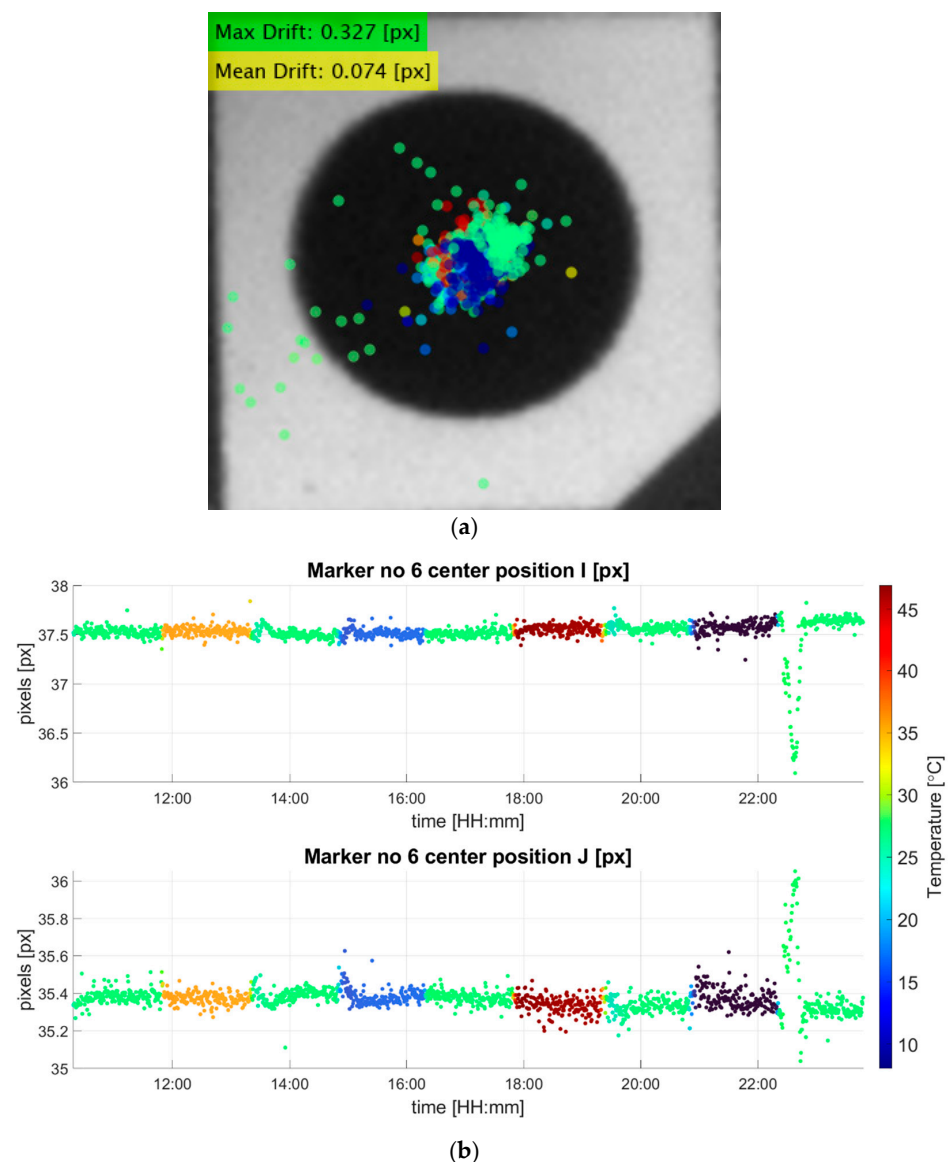 Max Drift: 0.327 [px]
Mean Drift: 0.074 [px]
(a)
Marker no 6 center position I [px]
38
37.5
37
36.5
36
pixels [px]
12:00 14:00 16:00 18:00 20:00 22:00
time [HH:mm]
Marker no 6 center position J [px]
36
35.8
35.6
35.4
35.2
35
pixels [px]
12:00 14:00 16:00 18:00 20:00 22:00
time [HH:mm]
45
40
35
30
25
20
15
10
Temperature [°C]
(b)